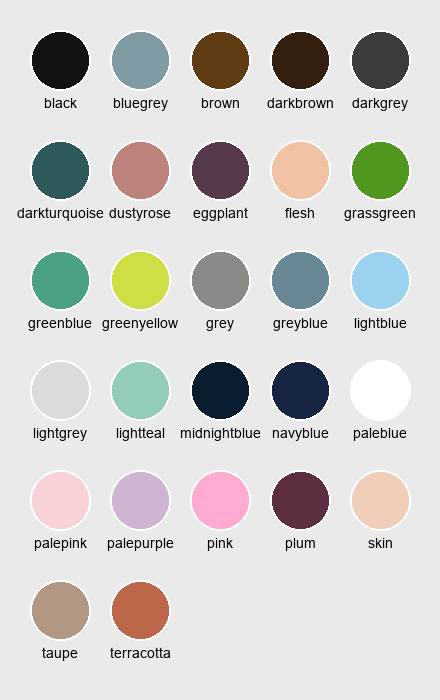 black bluegrey brown darkbrown darkgrey
darkturquoise dustyrose eggplant flesh grassgreen
greenblue greenyellow grey greyblue lightblue
lightgrey lightteal midnightblue navyblue paleblue
palepink palepurple pink plum skin
taupe terracotta